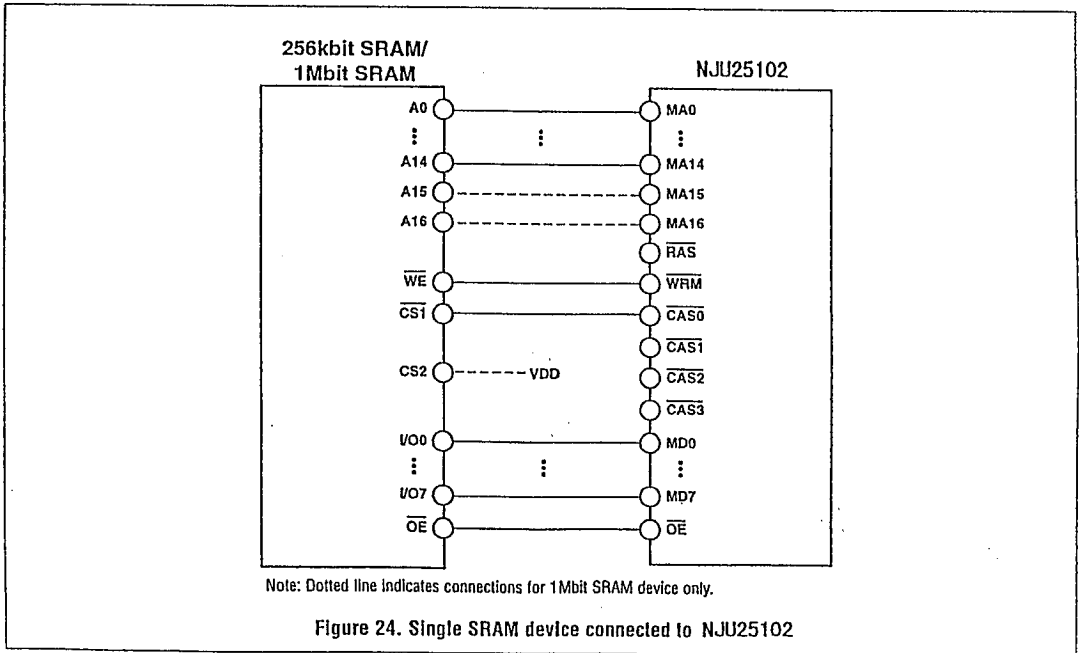 256kbit SRAM/
1Mbit SRAM
NJU25102
A0
MA0
A14
MA14
A15
MA15
A16
MA16
RAS
WE
WRM
CS1
CAS0
CAS1
CS2
VDD
CAS2
CAS3
I/O0
MD0
I/O7
MD7
OE
OE
Note: Dotted line indicates connections for 1Mbit SRAM device only.
Figure 24. Single SRAM device connected to NJU25102